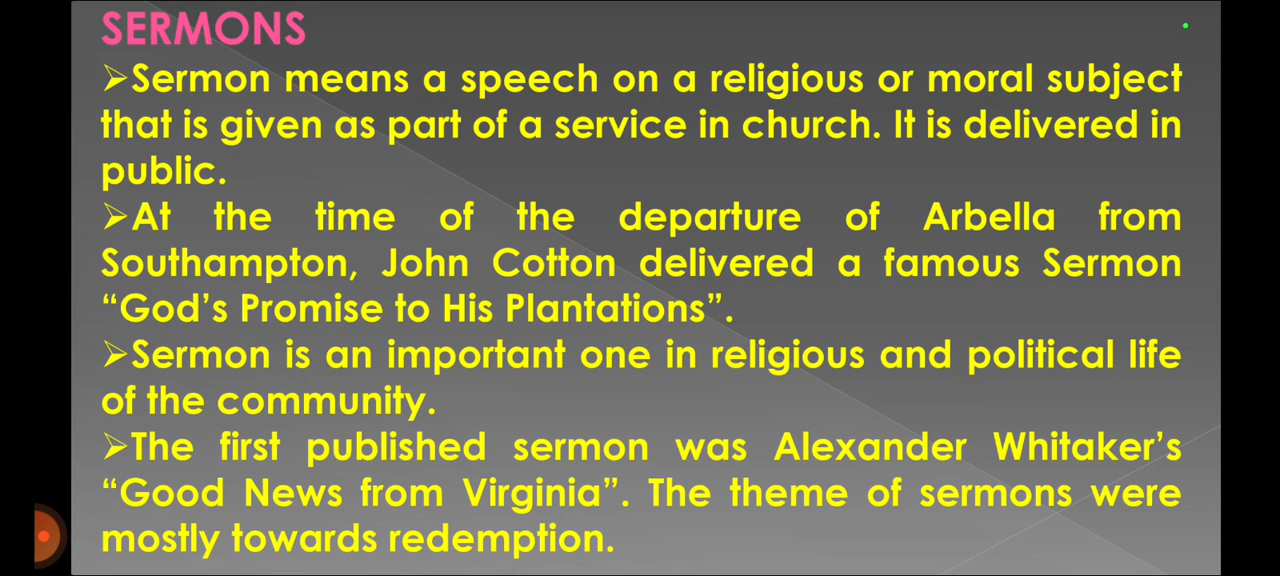 SERMONS
➢Sermon means a speech on a religious or moral subject
that is given as part of a service in church. It is delivered in
public.
➢At the time of the departure of Arbella from
Southampton, John Cotton delivered a famous Sermon
“God’s Promise to His Plantations”.
➢Sermon is an important one in religious and political life
of the community.
➢The first published sermon was Alexander Whitaker’s
“Good News from Virginia”. The theme of sermons were
mostly towards redemption.